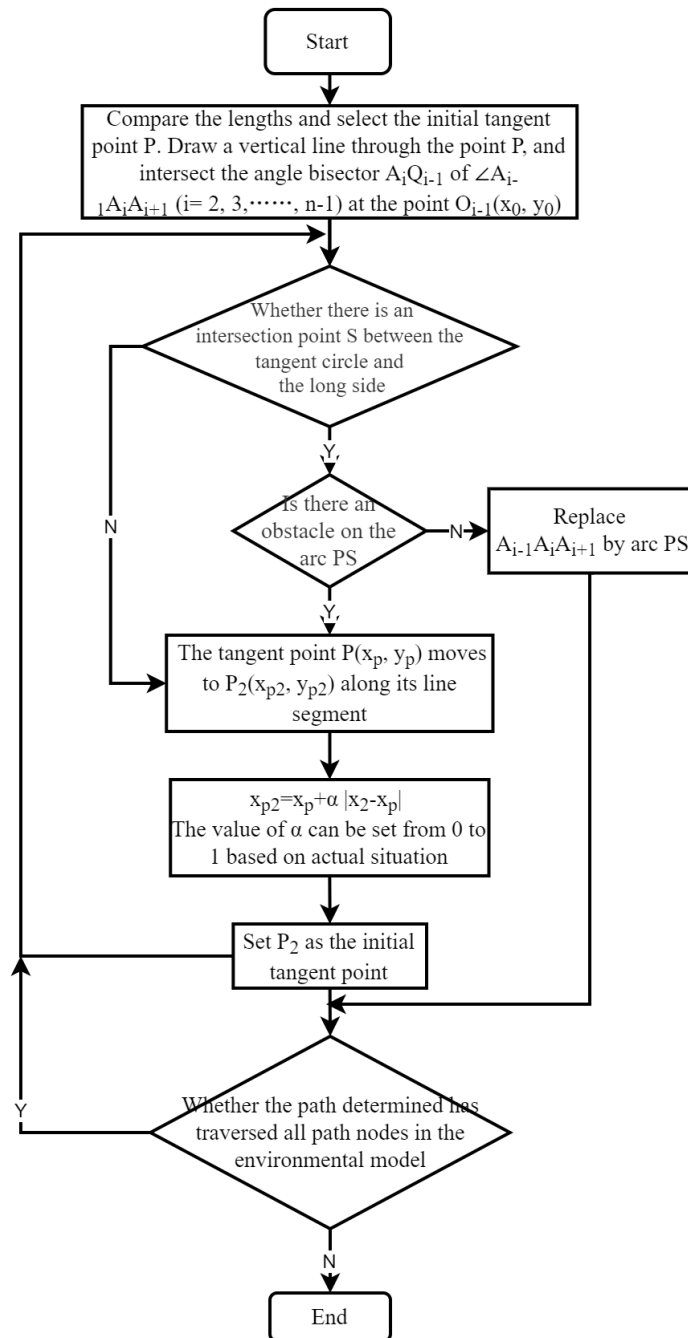 Start
Compare the lengths and select the initial tangent
point P. Draw a vertical line through the point P, and
intersect the angle bisector AᵢQᵢ₋₁ of ∠Aᵢ₋
₁AᵢAᵢ₊₁ (i= 2, 3,⋯⋯, n-1) at the point Oᵢ₋₁(x₀, y₀)
Whether there is an
intersection point S between the
tangent circle and
the long side
Y
N
Is there an
obstacle on the
arc PS
N
Replace
Aᵢ₋₁AᵢAᵢ₊₁ by arc PS
Y
The tangent point P(xₚ, yₚ) moves
to P₂(xₚ₂, yₚ₂) along its line
segment
xₚ₂=xₚ+α |x₂-xₚ|
The value of α can be set from 0 to
1 based on actual situation
Set P₂ as the initial
tangent point
Y
Whether the path determined has
traversed all path nodes in the
environmental model
N
End